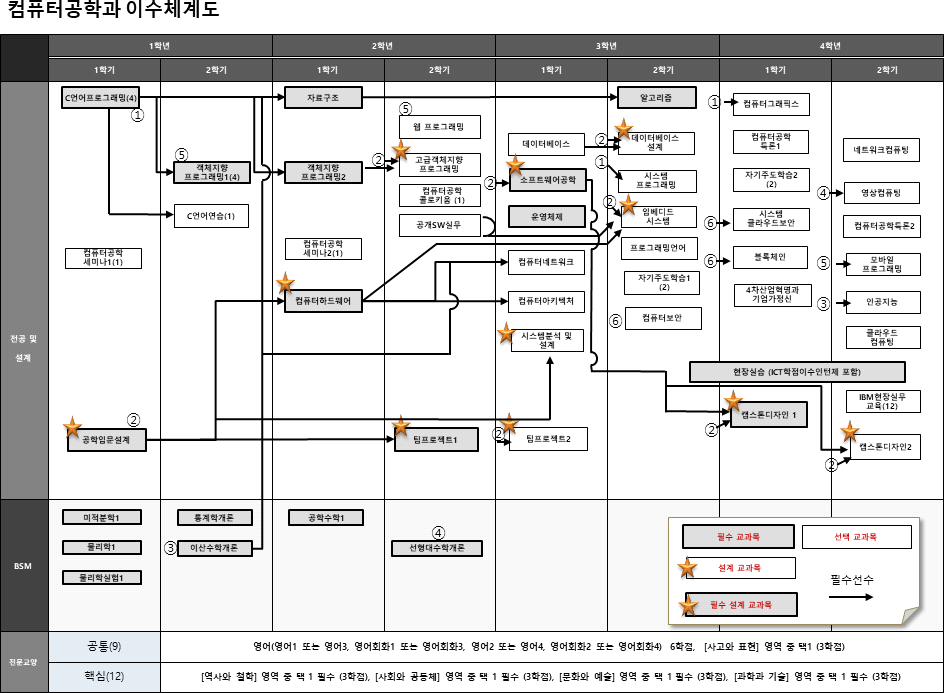 컴퓨터공학과 이수체계도
1학년
2학년
3학년
4학년
1학기
2학기
1학기
2학기
1학기
2학기
1학기
2학기
전공 및
설계
C언어프로그래밍(4)
①
⑤
객체지향
프로그래밍1(4)
C언어연습(1)
컴퓨터공학
세미나1(1)
②
공학입문설계
자료구조
객체지향
프로그래밍2
컴퓨터공학
세미나2(1)
컴퓨터하드웨어
⑤
웹 프로그래밍
②
고급객체지향
프로그래밍
컴퓨터공학
콜로키움 (1)
공개SW실무
팀프로젝트1
데이터베이스
②
소프트웨어공학
운영체제
컴퓨터네트워크
컴퓨터아키텍처
시스템분석 및
설계
②
팀프로젝트2
알고리즘
②
데이터베이스
설계
①
시스템
프로그래밍
②
임베디드
시스템
프로그래밍언어
자기주도학습1
(2)
⑥
컴퓨터보안
①
컴퓨터그래픽스
컴퓨터공학
특론1
자기주도학습2
(2)
⑥
시스템
클라우드보안
⑥
블록체인
4차산업혁명과
기업가정신
현장실습 (ICT학점이수인턴제 포함)
②
캡스톤디자인 1
네트워크컴퓨팅
④
영상컴퓨팅
컴퓨터공학특론2
⑤
모바일
프로그래밍
③
인공지능
클라우드
컴퓨팅
IBM현장실무
교육(12)
②
캡스톤디자인2
BSM
미적분학1
물리학1
물리학실험1
통계학개론
③
이산수학개론
공학수학1
④
선형대수학개론
필수 교과목
선택 교과목
설계 교과목
필수선수
필수 설계 교과목
전문교양
공통(9)
영어(영어1 또는 영어3, 영어회화1 또는 영어회화3, 영어2 또는 영어4, 영어회화2 또는 영어회화4) 6학점, [사고와 표현] 영역 중 택1 (3학점)
핵심(12)
[역사와 철학] 영역 중 택 1 필수 (3학점), [사회와 공동체] 영역 중 택 1 필수 (3학점), [문화와 예술] 영역 중 택 1 필수 (3학점), [과학과 기술] 영역 중 택 1 필수 (3학점)